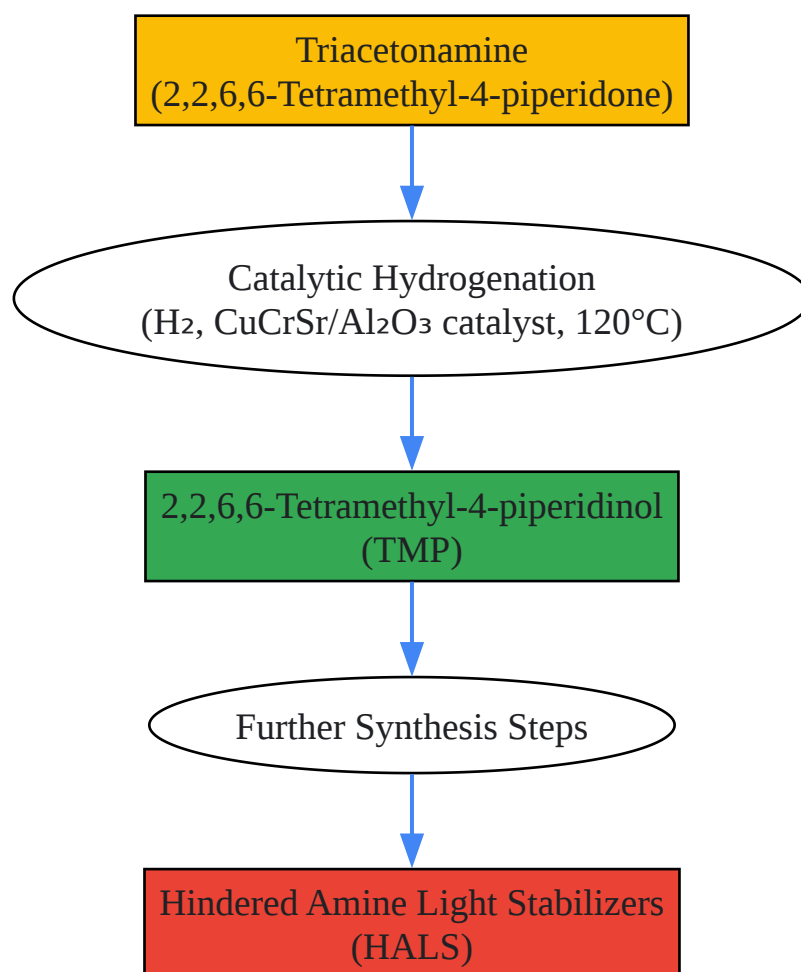 Triacetonamine
(2,2,6,6-Tetramethyl-4-piperidone)
Catalytic Hydrogenation
(H₂, CuCrSr/Al₂O₃ catalyst, 120°C)
2,2,6,6-Tetramethyl-4-piperidinol
(TMP)
Further Synthesis Steps
Hindered Amine Light Stabilizers
(HALS)